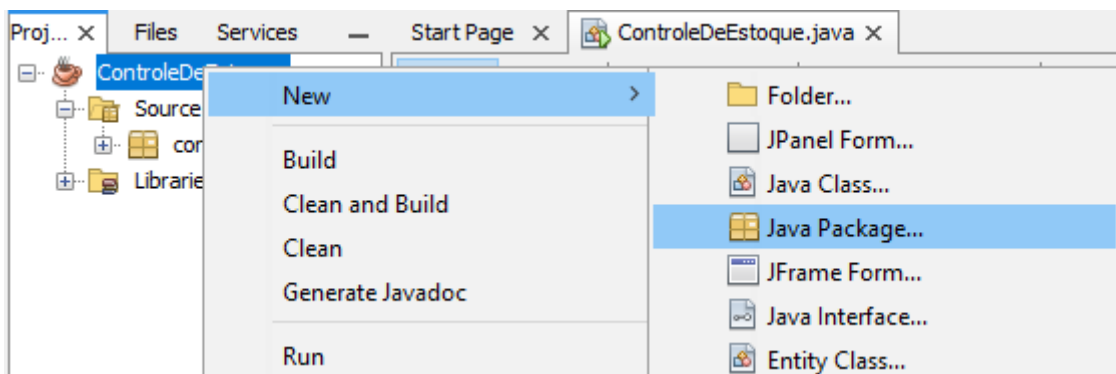 Proj... Files Services Start Page ControleDeEstoque.java
ControleDe
New
Folder...
Source
JPanel Form...
cor
Build
Java Class...
Librarie
Clean and Build
Java Package...
Clean
JFrame Form...
Generate Javadoc
Java Interface...
Run
Entity Class...